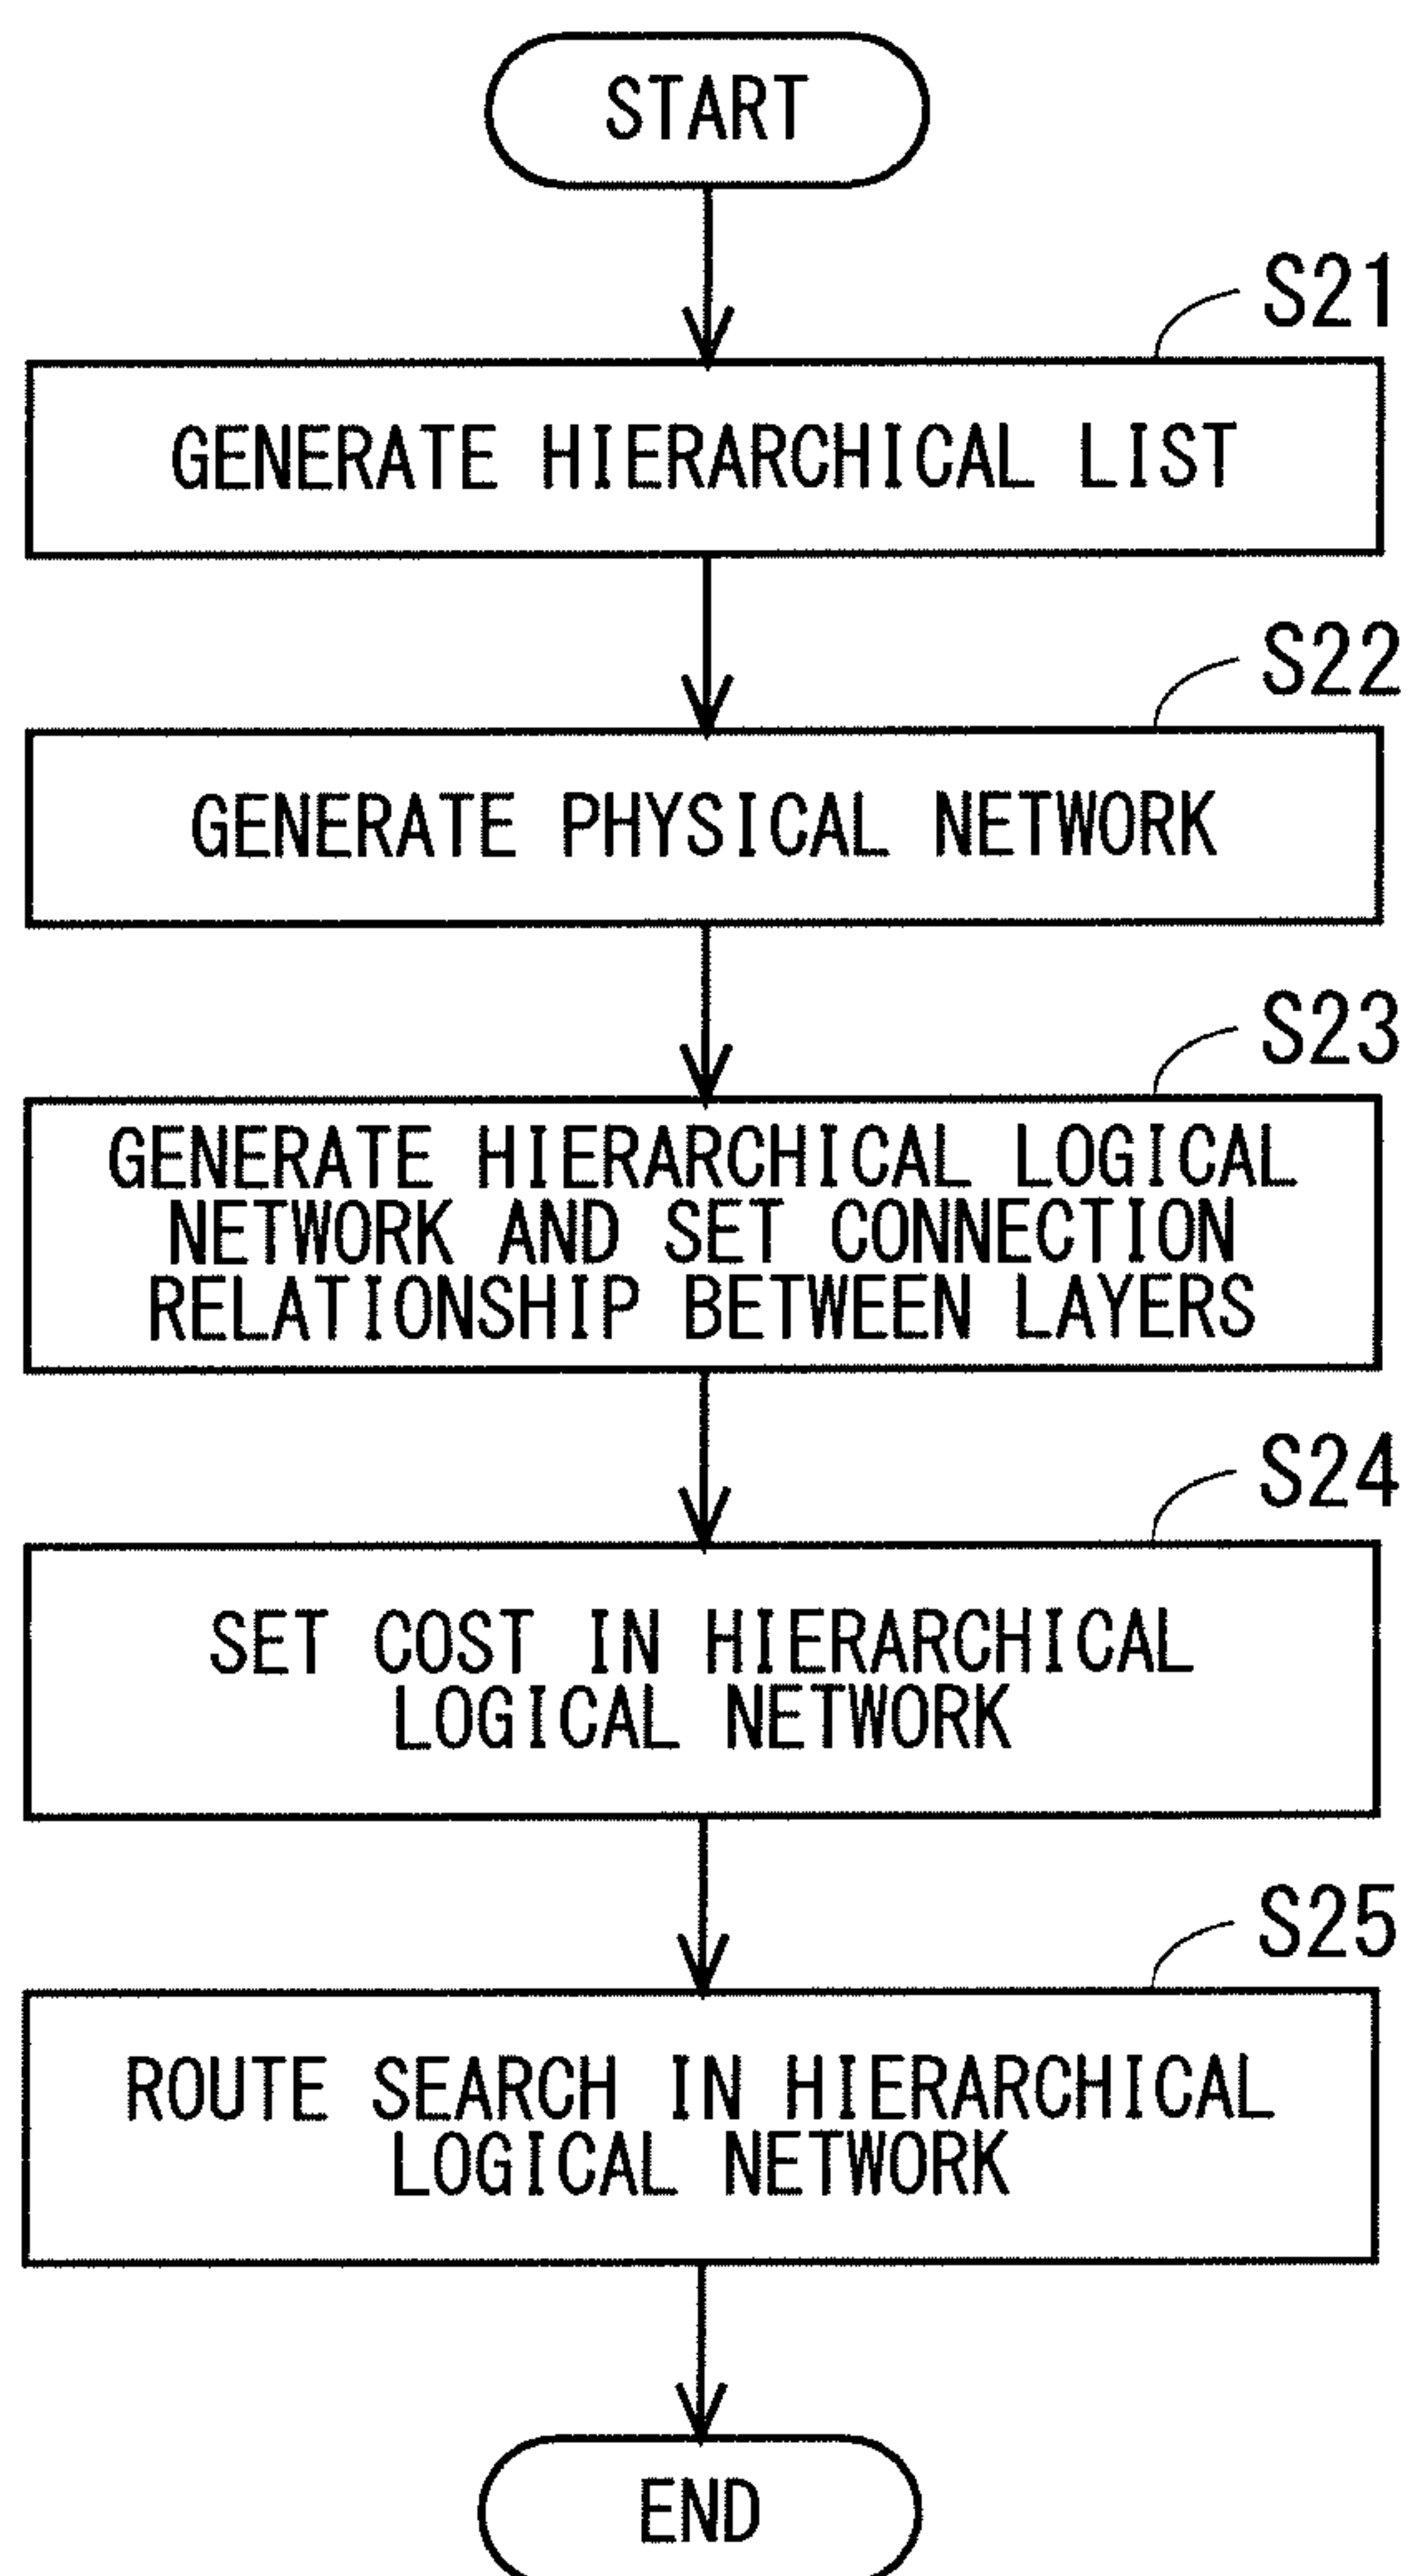 START
S21
GENERATE HIERARCHICAL LIST
S22
GENERATE PHYSICAL NETWORK
S23
GENERATE HIERARCHICAL LOGICAL
NETWORK AND SET CONNECTION
RELATIONSHIP BETWEEN LAYERS
S24
SET COST IN HIERARCHICAL
LOGICAL NETWORK
S25
ROUTE SEARCH IN HIERARCHICAL
LOGICAL NETWORK
END